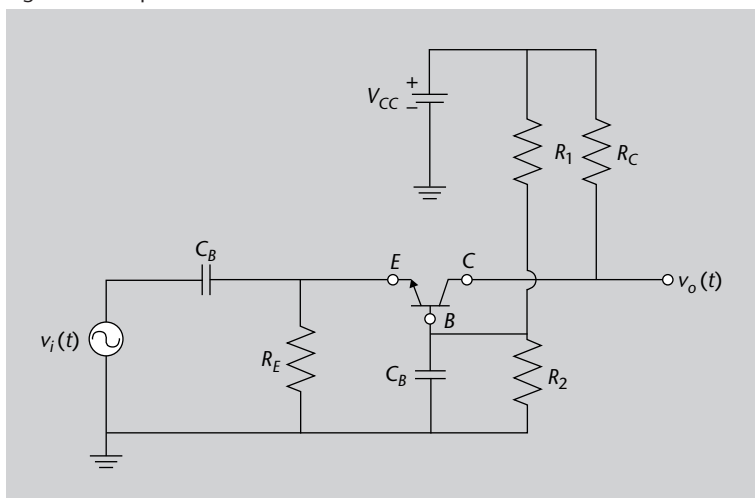 +
V_CC
−
R_1
R_C
C_B
E
C
v_o(t)
B
v_i(t)
R_E
C_B
R_2